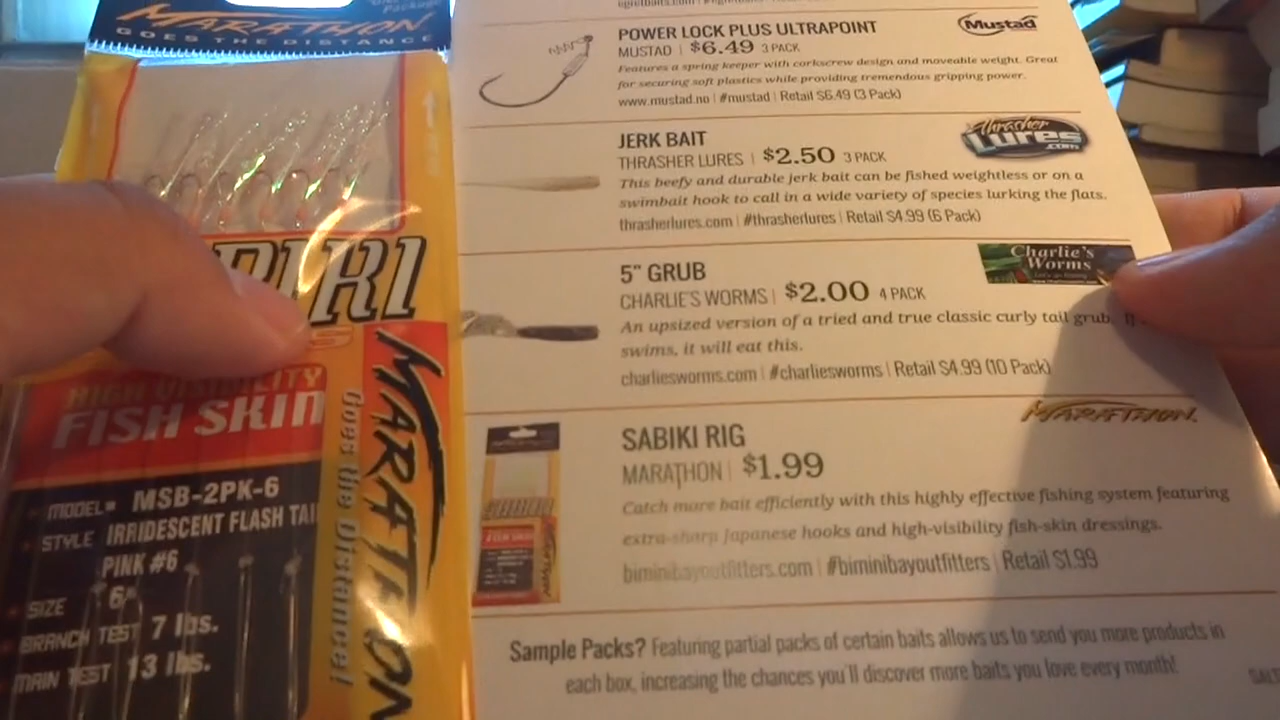 MARATHON
GOES THE DISTANCE
HIGH VISIBILITY
FISH SKIN
MODEL# MSB-2PK-6
STYLE IRRIDESCENT FLASH TAI
PINK #6
SIZE 6
BRANCH TEST 7 lbs.
MAIN TEST 13 lbs.
MARATHON
Goes the Distance!
POWER LOCK PLUS ULTRAPOINT
MUSTAD | $6.49 3 PACK
Features a spring keeper with corkscrew design and moveable weight. Great
for securing soft plastics while providing tremendous gripping power.
www.mustad.no | #mustad | Retail $6.49 (3 Pack)
Mustad
JERK BAIT
THRASHER LURES | $2.50 3 PACK
This beefy and durable jerk bait can be fished weightless or on a
swimbait hook to call in a wide variety of species lurking the flats.
thrasherlures.com | #thrasherlures | Retail $4.99 (6 Pack)
Thrasher
Lures
.com
5" GRUB
CHARLIE'S WORMS | $2.00 4 PACK
An upsized version of a tried and true classic curly tail grub. If
swims, it will eat this.
charliesworms.com | #charliesworms | Retail $4.99 (10 Pack)
Charlie's
Worms
SABIKI RIG
MARATHON | $1.99
Catch more bait efficiently with this highly effective fishing system featuring
extra-sharp Japanese hooks and high-visibility fish-skin dressings.
biminibayoutfitters.com | #biminibayoutfitters | Retail $1.99
MARATHON
Sample Packs? Featuring partial packs of certain baits allows us to send you more products in
each box, increasing the chances you'll discover more baits you love every month!
SALT